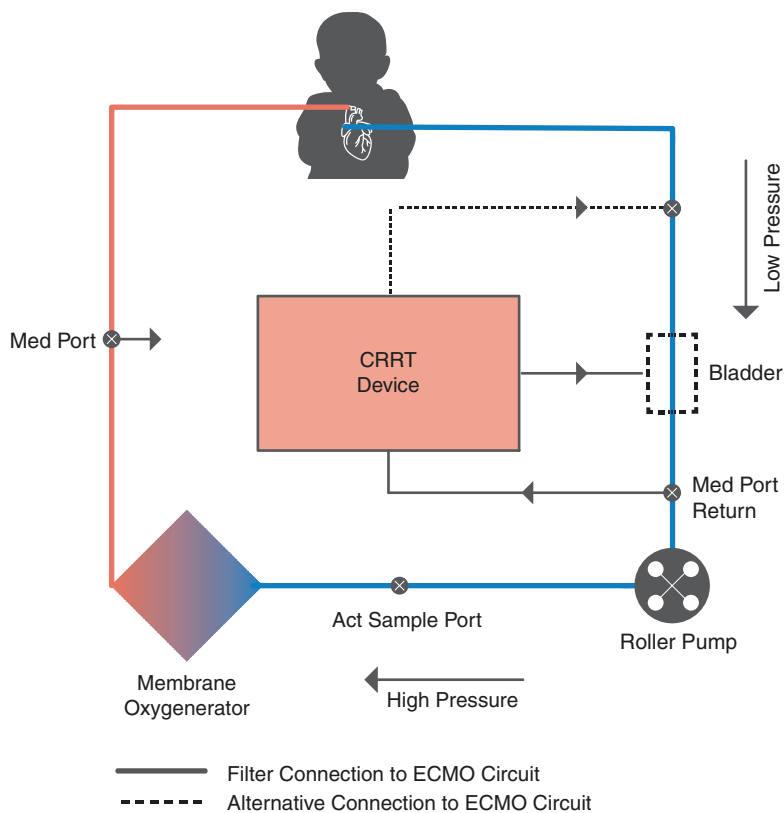 Low Pressure
Med Port
CRRT
Device
Bladder
Med Port
Return
Act Sample Port
Roller Pump
Membrane
Oxygenerator
High Pressure
Filter Connection to ECMO Circuit
Alternative Connection to ECMO Circuit